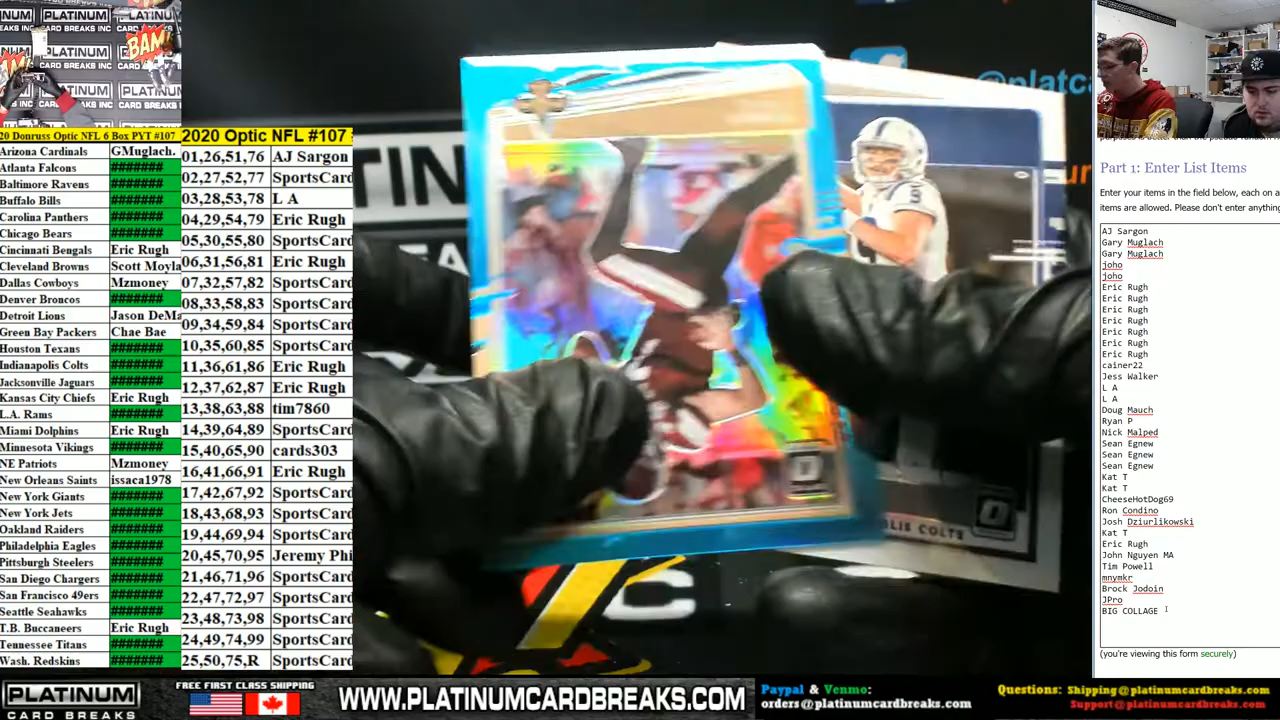 20 Donruss Optic NFL 6 Box PYT #107
Arizona Cardinals GMuglach.
Atlanta Falcons #######
Baltimore Ravens #######
Buffalo Bills #######
Carolina Panthers #######
Chicago Bears #######
Cincinnati Bengals Eric Rugh
Cleveland Browns Scott Moyla
Dallas Cowboys Mzmoney
Denver Broncos #######
Detroit Lions Jason DeMa
Green Bay Packers Chae Bae
Houston Texans #######
Indianapolis Colts #######
Jacksonville Jaguars #######
Kansas City Chiefs Eric Rugh
L.A. Rams #######
Miami Dolphins Eric Rugh
Minnesota Vikings #######
NE Patriots Mzmoney
New Orleans Saints issaca1978
New York Giants #######
New York Jets #######
Oakland Raiders #######
Philadelphia Eagles #######
Pittsburgh Steelers #######
San Diego Chargers #######
San Francisco 49ers #######
Seattle Seahawks #######
T.B. Buccaneers Eric Rugh
Tennessee Titans #######
Wash. Redskins #######
2020 Optic NFL #107
01,26,51,76 AJ Sargon
02,27,52,77 SportsCard
03,28,53,78 L A
04,29,54,79 Eric Rugh
05,30,55,80 SportsCard
06,31,56,81 Eric Rugh
07,32,57,82 SportsCard
08,33,58,83 SportsCard
09,34,59,84 SportsCard
10,35,60,85 SportsCard
11,36,61,86 Eric Rugh
12,37,62,87 Eric Rugh
13,38,63,88 tim7860
14,39,64,89 SportsCard
15,40,65,90 cards303
16,41,66,91 Eric Rugh
17,42,67,92 SportsCard
18,43,68,93 SportsCard
19,44,69,94 SportsCard
20,45,70,95 Jeremy Phi
21,46,71,96 SportsCard
22,47,72,97 SportsCard
23,48,73,98 SportsCard
24,49,74,99 SportsCard
25,50,75,R SportsCard
PLATINUM
CARD BREAKS INC
BAM
@platca
COLTS
Part 1: Enter List Items
Enter your items in the field below, each on a
items are allowed. Please don't enter anything
AJ Sargon
Gary Muglach
Gary Muglach
joho
joho
Eric Rugh
Eric Rugh
Eric Rugh
Eric Rugh
Eric Rugh
Eric Rugh
Eric Rugh
cainer22
Jess Walker
L A
L A
Doug Mauch
Ryan P
Nick Malped
Sean Egnew
Sean Egnew
Sean Egnew
Kat T
Kat T
CheeseHotDog69
Ron Condino
Josh Dziurlikowski
Kat T
Eric Rugh
John Nguyen MA
Tim Powell
mnymkr
Brock Jodoin
JPro
BIG COLLAGE
(you're viewing this form securely)
PLATINUM
CARD BREAKS
FREE FIRST CLASS SHIPPING
WWW.PLATINUMCARDBREAKS.COM
Paypal & Venmo:
orders@platinumcardbreaks.com
Questions: Shipping@platinumcardbreaks.com
Support@platinumcardbreaks.com